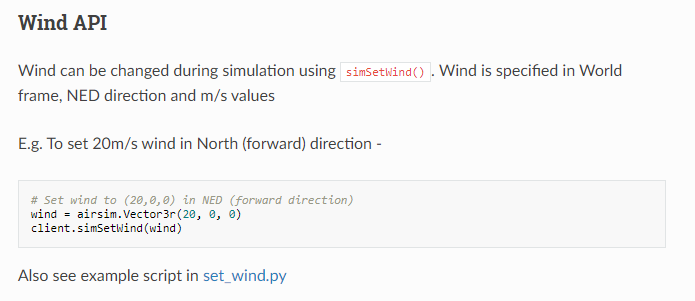 Wind API
Wind can be changed during simulation using simSetWind() . Wind is specified in World
frame, NED direction and m/s values
E.g. To set 20m/s wind in North (forward) direction -
# Set wind to (20,0,0) in NED (forward direction)
wind = airsim.Vector3r(20, 0, 0)
client.simSetWind(wind)
Also see example script in set_wind.py